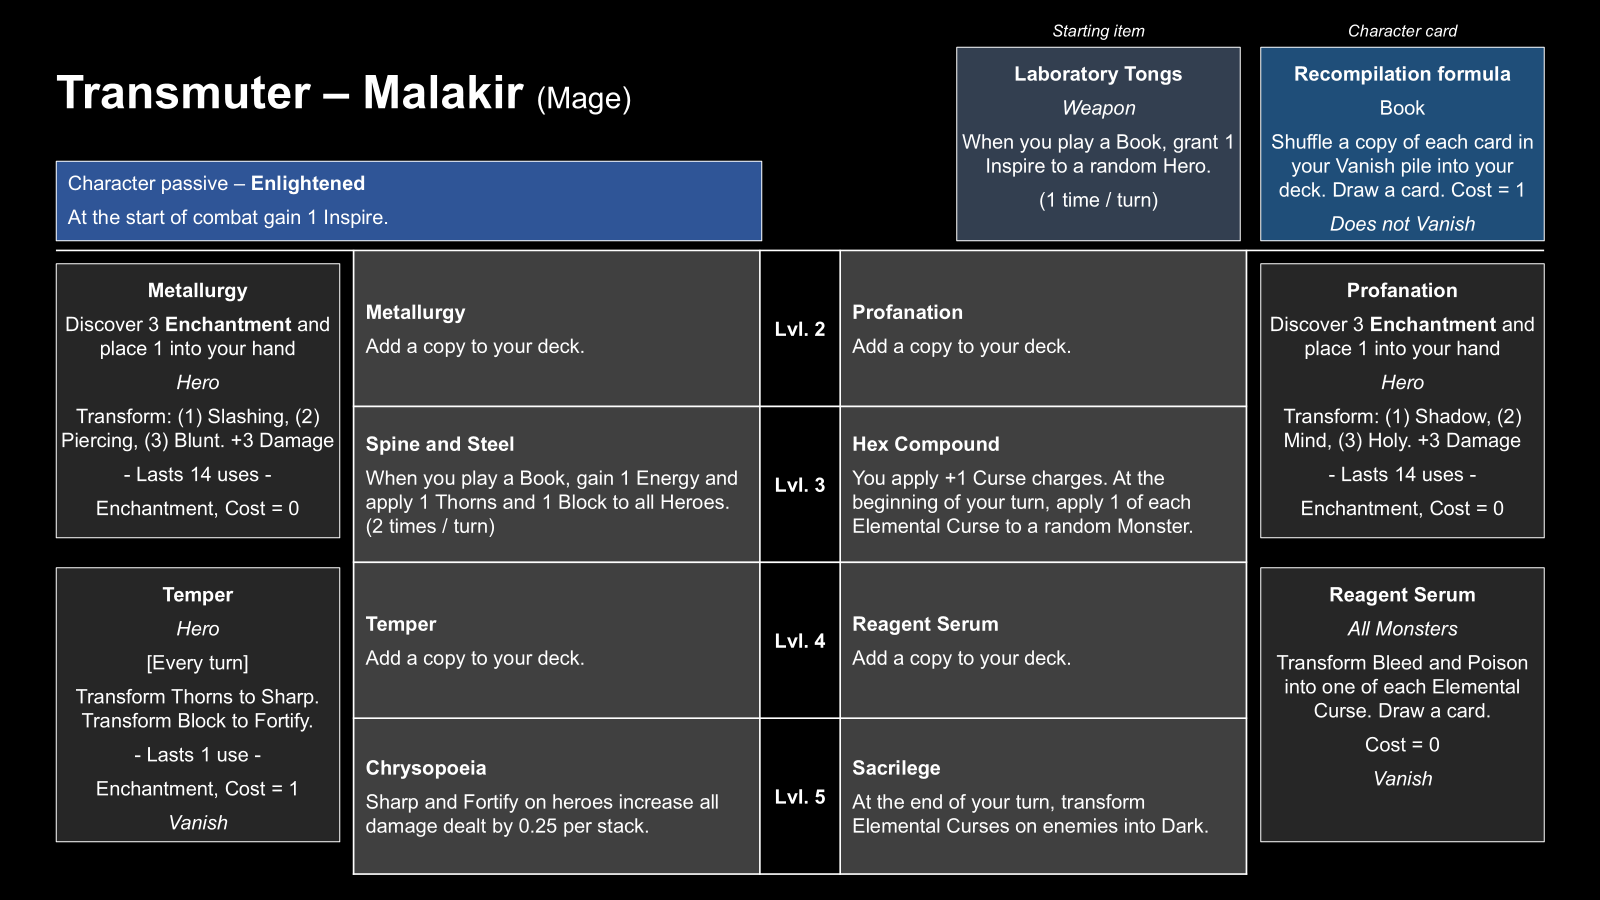 Starting item
Character card
Transmuter – Malakir (Mage)
Laboratory Tongs
Weapon
When you play a Book, grant 1
Inspire to a random Hero.
(1 time / turn)
Recompilation formula
Book
Shuffle a copy of each card in
your Vanish pile into your
deck. Draw a card. Cost = 1
Does not Vanish
Character passive – Enlightened
At the start of combat gain 1 Inspire.
Metallurgy
Discover 3 Enchantment and
place 1 into your hand
Hero
Transform: (1) Slashing, (2)
Piercing, (3) Blunt. +3 Damage
- Lasts 14 uses -
Enchantment, Cost = 0
Metallurgy
Add a copy to your deck.
Lvl. 2
Profanation
Add a copy to your deck.
Profanation
Discover 3 Enchantment and
place 1 into your hand
Hero
Transform: (1) Shadow, (2)
Mind, (3) Holy. +3 Damage
- Lasts 14 uses -
Enchantment, Cost = 0
Spine and Steel
When you play a Book, gain 1 Energy and
apply 1 Thorns and 1 Block to all Heroes.
(2 times / turn)
Lvl. 3
Hex Compound
You apply +1 Curse charges. At the
beginning of your turn, apply 1 of each
Elemental Curse to a random Monster.
Temper
Hero
[Every turn]
Transform Thorns to Sharp.
Transform Block to Fortify.
- Lasts 1 use -
Enchantment, Cost = 1
Vanish
Temper
Add a copy to your deck.
Lvl. 4
Reagent Serum
Add a copy to your deck.
Reagent Serum
All Monsters
Transform Bleed and Poison
into one of each Elemental
Curse. Draw a card.
Cost = 0
Vanish
Chrysopoeia
Sharp and Fortify on heroes increase all
damage dealt by 0.25 per stack.
Lvl. 5
Sacrilege
At the end of your turn, transform
Elemental Curses on enemies into Dark.